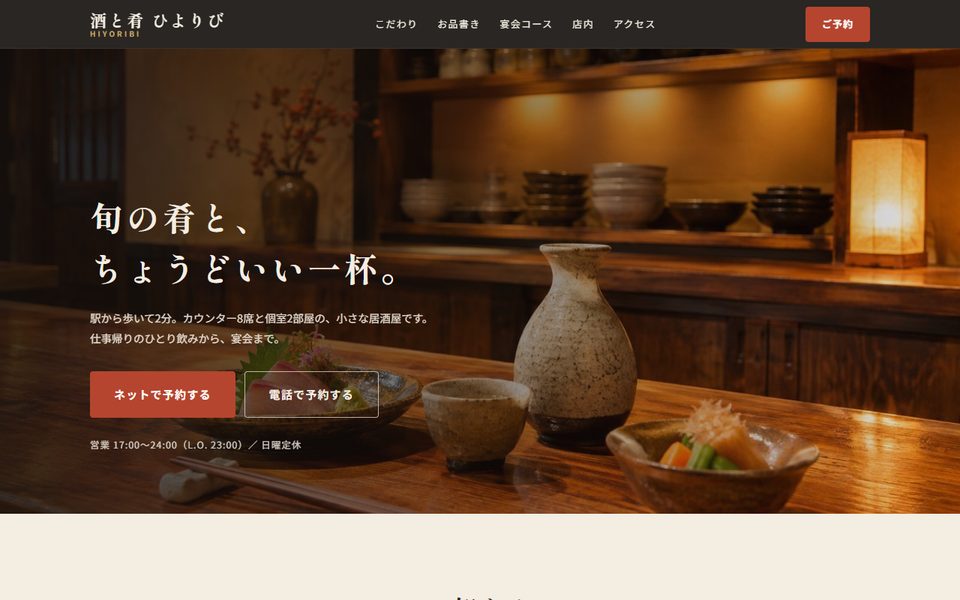 酒と肴 ひよりび
HIYORIBI
こだわり
お品書き
宴会コース
店内
アクセス
ご予約
旬の肴と、
ちょうどいい一杯。
駅から歩いて2分。カウンター8席と個室2部屋の、小さな居酒屋です。
仕事帰りのひとり飲みから、宴会まで。
ネットで予約する
電話で予約する
営業 17:00〜24:00（L.O. 23:00）／ 日曜定休